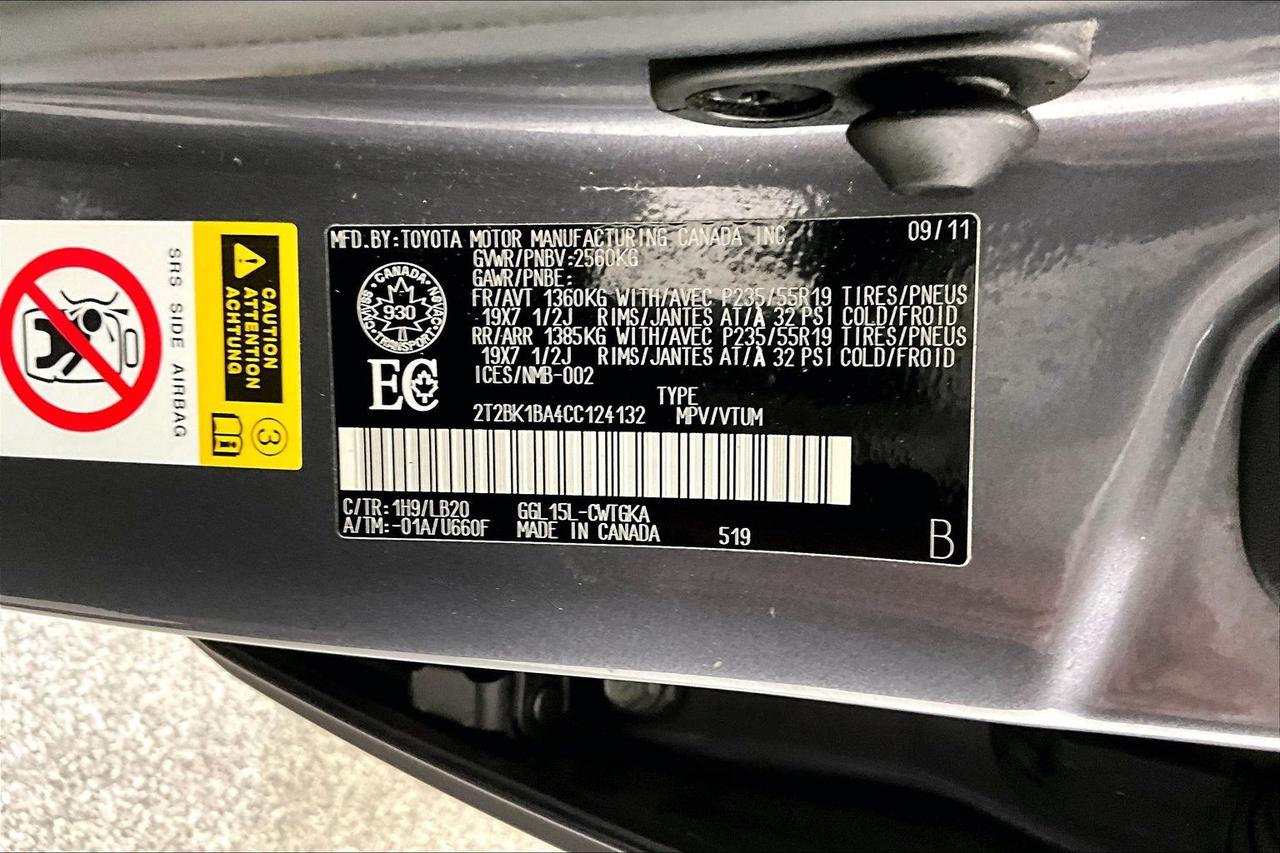 MFD.BY:TOYOTA MOTOR MANUFACTURING CANADA INC. 09/11
GVWR/PNBV:2560KG
GAWR/PNBE:
FR/AVT 1360KG WITH/AVEC P235/55R19 TIRES/PNEUS
19X7 1/2J RIMS/JANTES AT/À 32 PSI COLD/FROID
RR/ARR 1385KG WITH/AVEC P235/55R19 TIRES/PNEUS
19X7 1/2J RIMS/JANTES AT/À 32 PSI COLD/FROID
ICES/NMB-002
CANADA
930
TRANSPORT
EC
TYPE
2T2BK1BA4CC124132 MPV/VTUM
C/TR:1H9/LB20 GGL15L-CWTGKA
A/TM:-01A/U660F MADE IN CANADA 519 B
CAUTION
ATTENTION
ACHTUNG
SRS SIDE AIRBAG
i
3